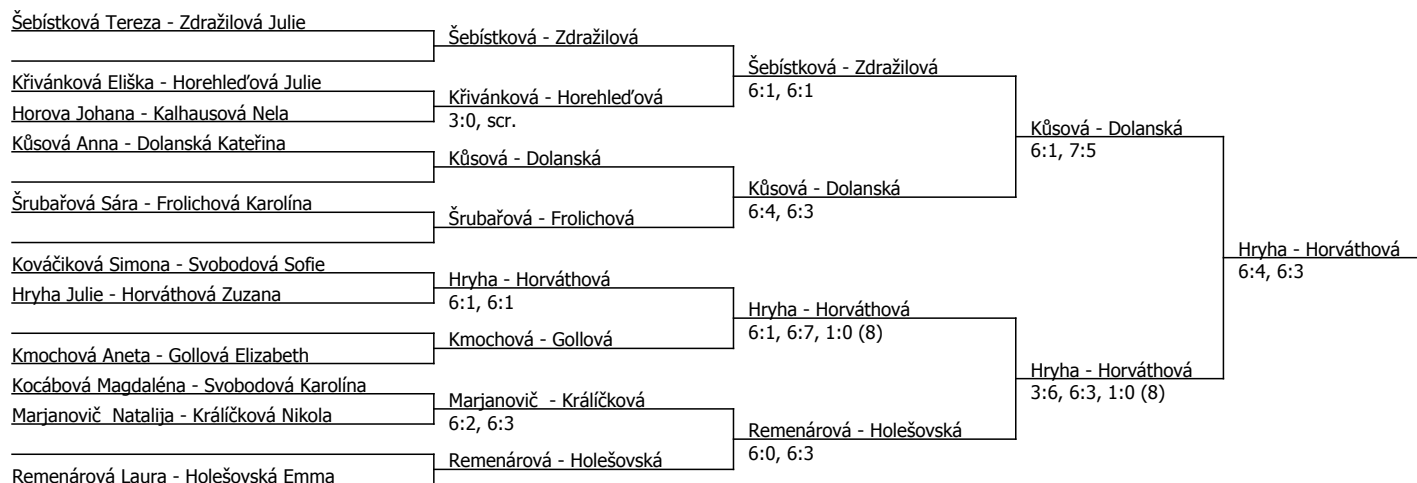 Šebístková Tereza - Zdražilová Julie
Křivánková Eliška - Horehleďová Julie
Horova Johana - Kalhausová Nela
Kůsová Anna - Dolanská Kateřina
Šrubařová Sára - Frolichová Karolína
Kováčiková Simona - Svobodová Sofie
Hryha Julie - Horváthová Zuzana
Kmochová Aneta - Gollová Elizabeth
Kocábová Magdaléna - Svobodová Karolína
Marjanovič  Natalija - Králíčková Nikola
Remenárová Laura - Holešovská Emma
Šebístková - Zdražilová
Křivánková - Horehleďová
3:0, scr.
Kůsová - Dolanská
Šrubařová - Frolichová
Hryha - Horváthová
6:1, 6:1
Kmochová - Gollová
Marjanovič  - Králíčková
6:2, 6:3
Remenárová - Holešovská
Šebístková - Zdražilová
6:1, 6:1
Kůsová - Dolanská
6:4, 6:3
Hryha - Horváthová
6:1, 6:7, 1:0 (8)
Remenárová - Holešovská
6:0, 6:3
Kůsová - Dolanská
6:1, 7:5
Hryha - Horváthová
3:6, 6:3, 1:0 (8)
Hryha - Horváthová
6:4, 6:3